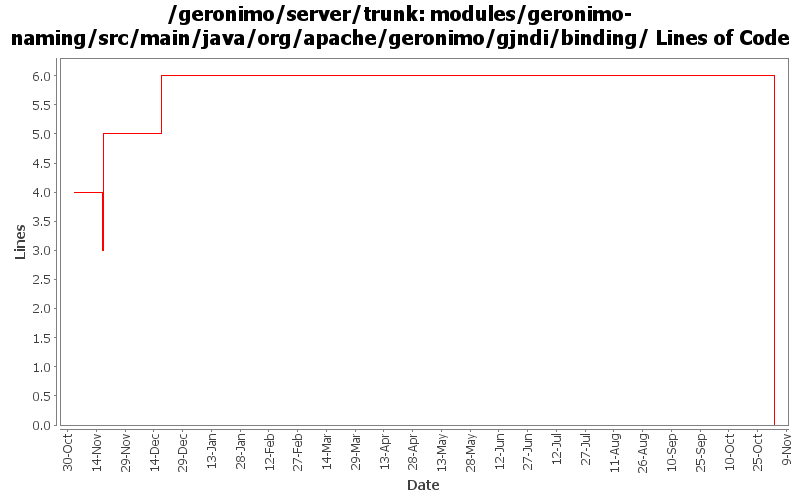 /geronimo/server/trunk: modules/geronimo-
naming/src/main/java/org/apache/geronimo/gjndi/binding/ Lines of Code
6.0
5.5
5.0
4.5
4.0
3.5
3.0
2.5
2.0
1.5
1.0
0.5
0.0
Lines
30-Oct
14-Nov
29-Nov
14-Dec
29-Dec
13-Jan
28-Jan
12-Feb
27-Feb
14-Mar
29-Mar
13-Apr
28-Apr
13-May
28-May
12-Jun
27-Jun
12-Jul
27-Jul
11-Aug
26-Aug
10-Sep
25-Sep
10-Oct
25-Oct
9-Nov
Date